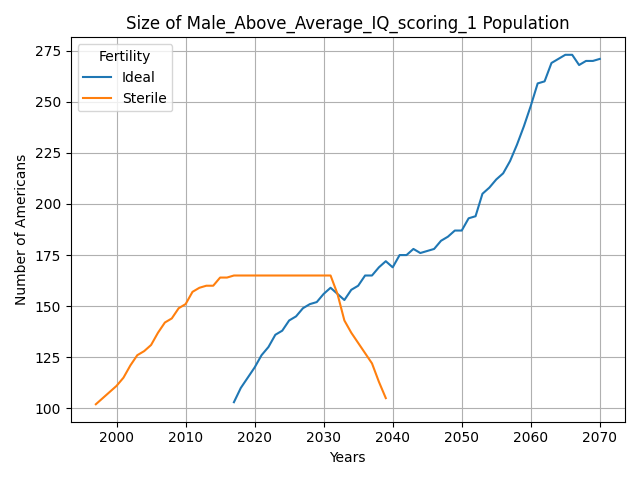 Size of Male_Above_Average_IQ_scoring_1 Population
Fertility
Ideal
Sterile
Number of Americans
275
250
225
200
175
150
125
100
2000 2010 2020 2030 2040 2050 2060 2070
Years